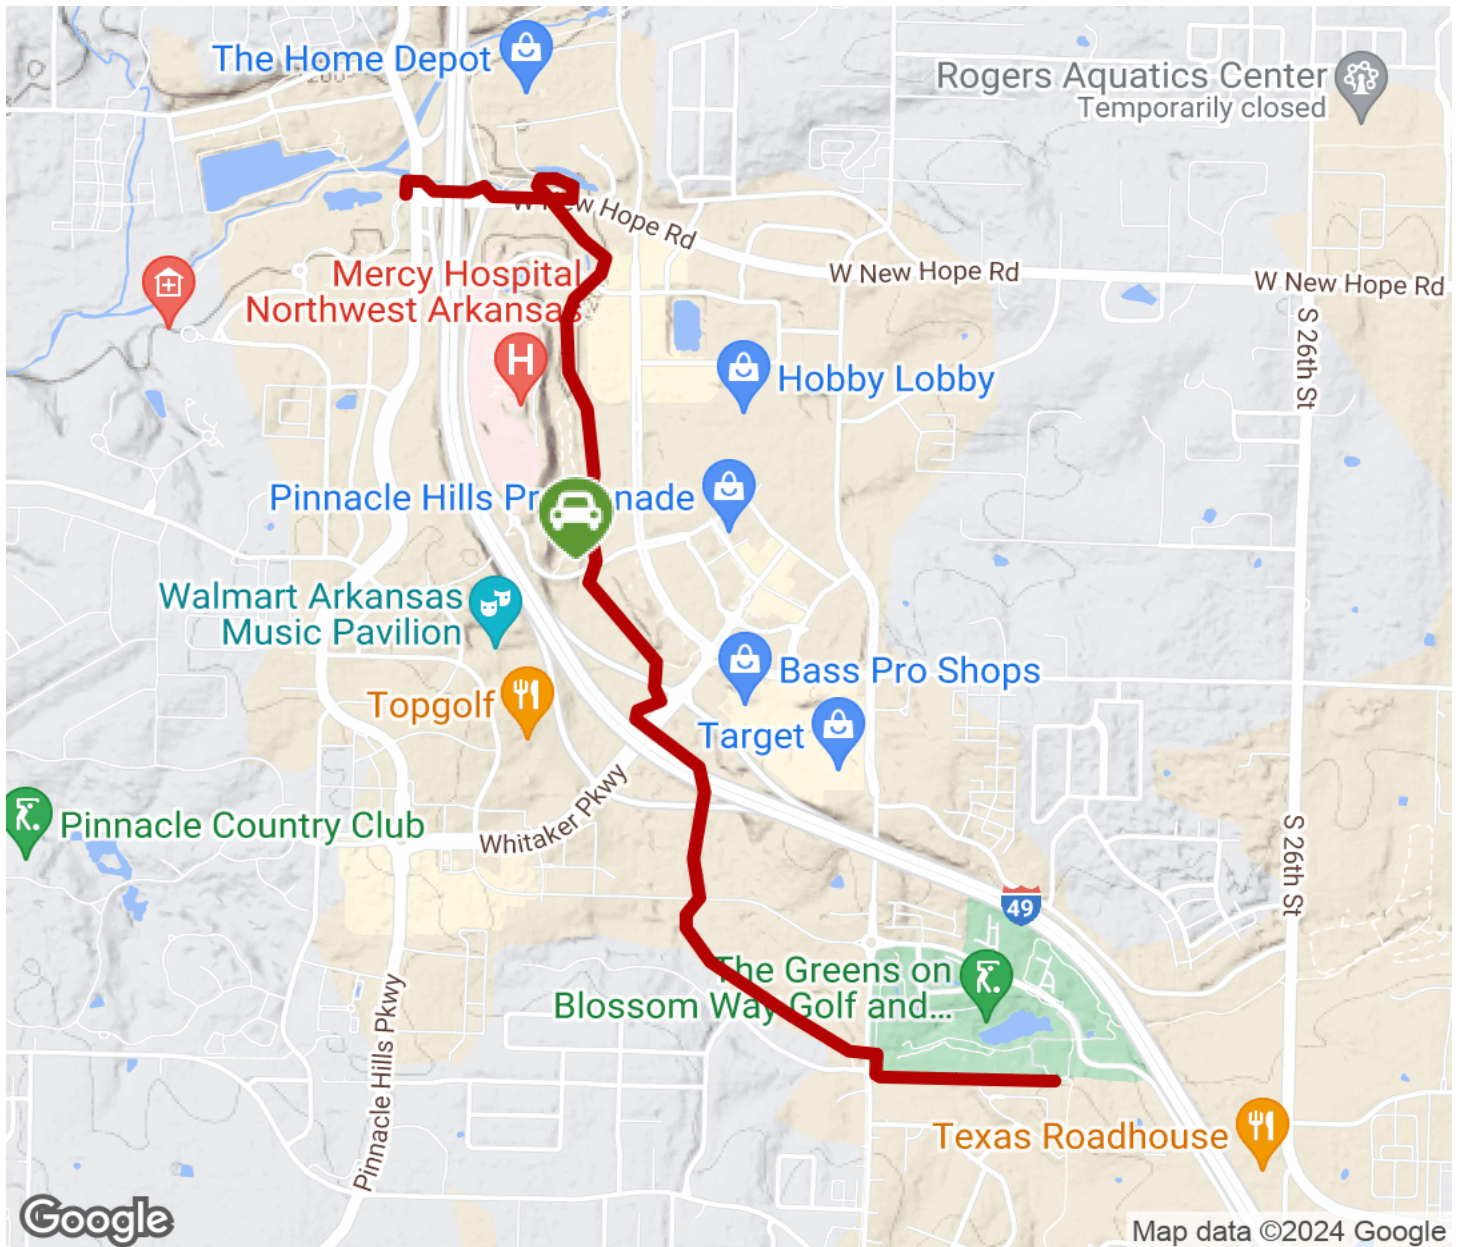 The Home Depot
Rogers Aquatics Center
Temporarily closed
W New Hope Rd
W New Hope Rd
W New Hope Rd
Mercy Hospital
Northwest Arkansas
H
S 26th St
Hobby Lobby
Pinnacle Hills Pr nade
Walmart Arkansas
Music Pavilion
Bass Pro Shops
Topgolf
Target
Whitaker Pkwy
Pinnacle Country Club
S 26th St
49
The Greens on
Blossom Way Golf and...
Pinnacle Hills Pkwy
Texas Roadhouse
Google
Map data ©2024 Google